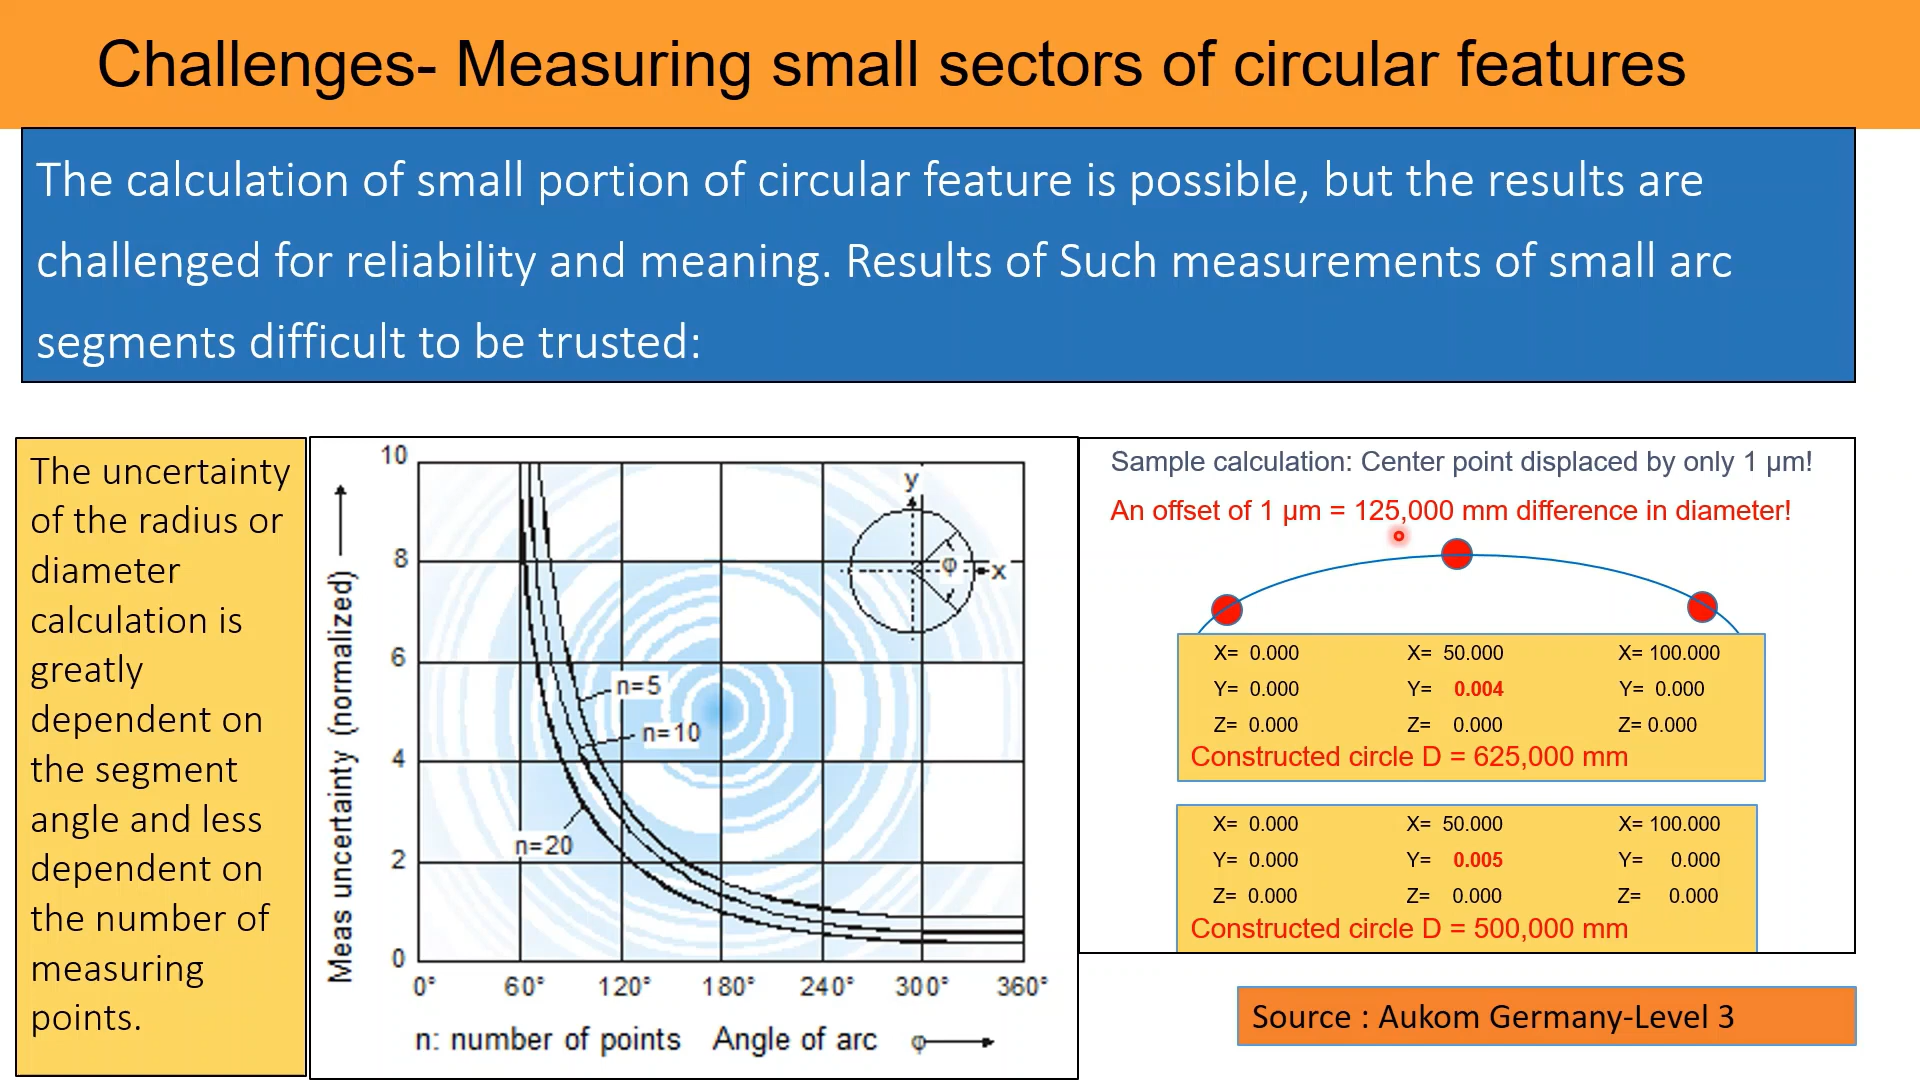 Challenges- Measuring small sectors of circular features
The calculation of small portion of circular feature is possible, but the results are
challenged for reliability and meaning. Results of Such measurements of small arc
segments difficult to be trusted:
The uncertainty
of the radius or
diameter
calculation is
greatly
dependent on
the segment
angle and less
dependent on
the number of
measuring
points.
Meas uncertainty (normalized)
10
8
6
4
2
0
y
φ
x
n=5
n=10
n=20
0° 60° 120° 180° 240° 300° 360°
n: number of points Angle of arc φ
Sample calculation: Center point displaced by only 1 µm!
An offset of 1 µm = 125,000 mm difference in diameter!
X= 0.000 X= 50.000 X= 100.000
Y= 0.000 Y= 0.004 Y= 0.000
Z= 0.000 Z= 0.000 Z= 0.000
Constructed circle D = 625,000 mm
X= 0.000 X= 50.000 X= 100.000
Y= 0.000 Y= 0.005 Y= 0.000
Z= 0.000 Z= 0.000 Z= 0.000
Constructed circle D = 500,000 mm
Source : Aukom Germany-Level 3